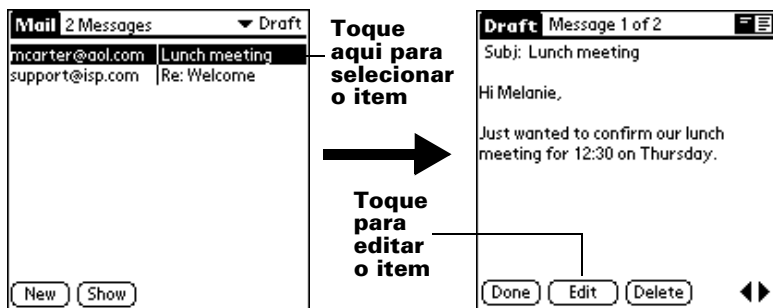 Mail 2 Messages Draft
mcarter@aol.com Lunch meeting
support@isp.com Re: Welcome
New Show
Toque
aqui para
selecionar
o item
Toque
para
editar
o item
Draft Message 1 of 2
Subj: Lunch meeting
Hi Melanie,
Just wanted to confirm our lunch
meeting for 12:30 on Thursday.
Done Edit Delete